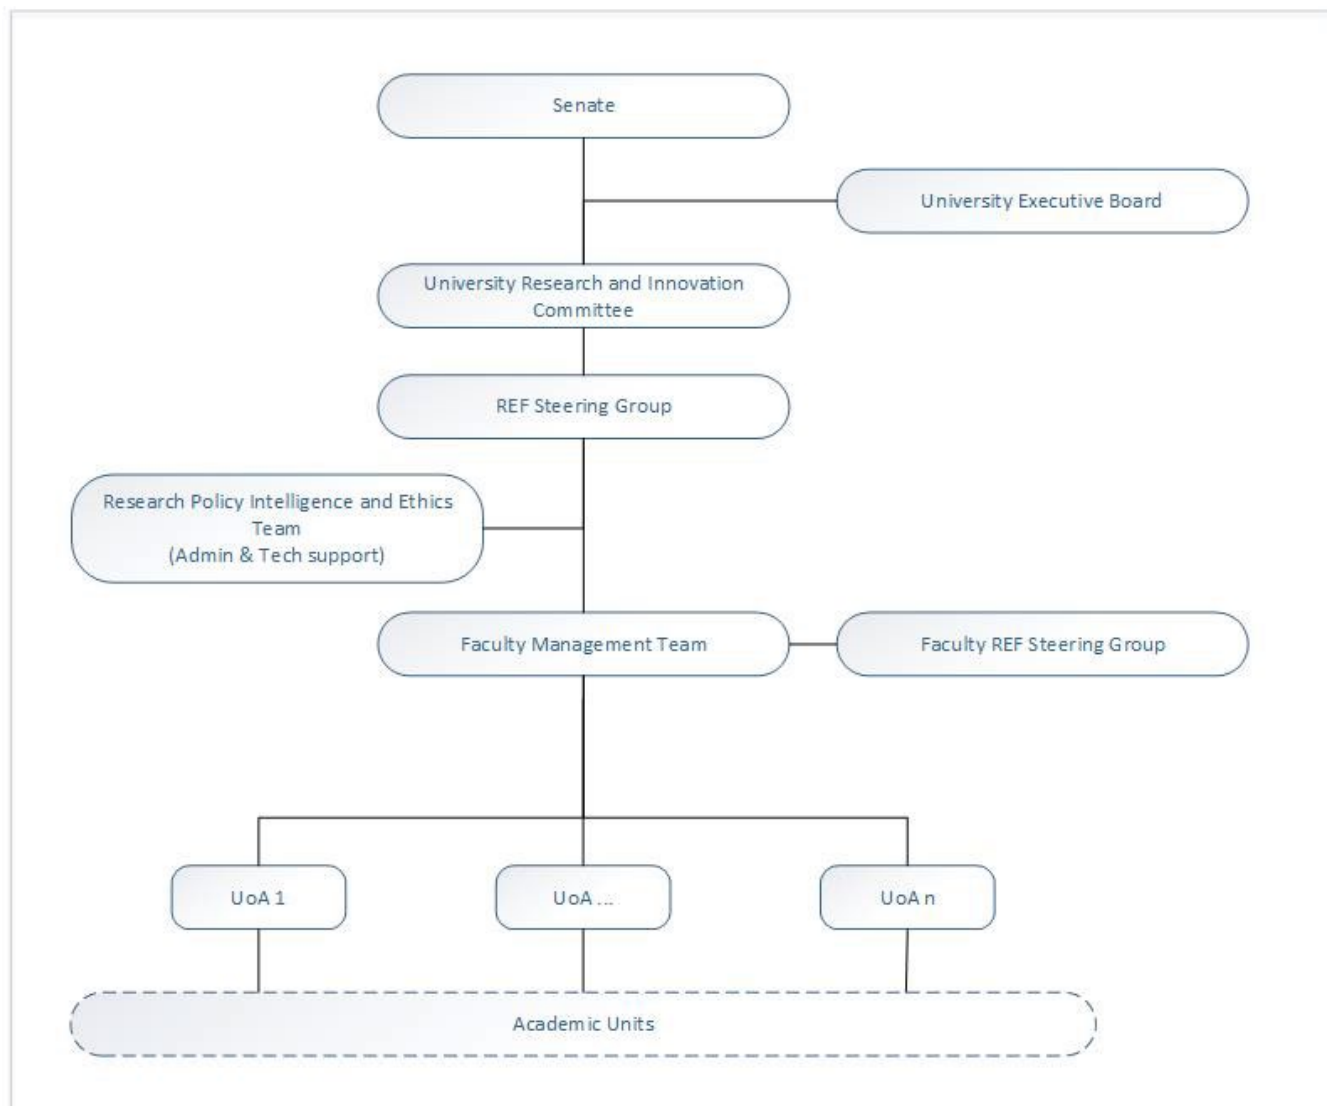 Senate
University Executive Board
University Research and Innovation
Committee
REF Steering Group
Research Policy Intelligence and Ethics
Team
(Admin & Tech support)
Faculty Management Team
Faculty REF Steering Group
UoA 1
UoA ...
UoA n
Academic Units